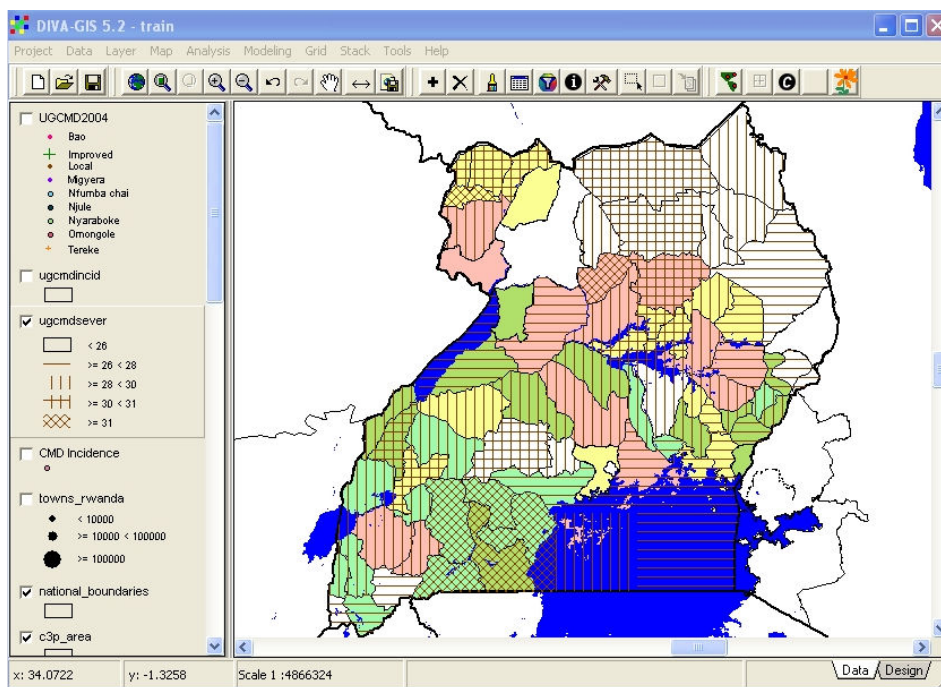 DIVA-GIS 5.2 - train
Project Data Layer Map Analysis Modeling Grid Stack Tools Help
UGCMD2004
Bao
Improved
Local
Migyera
Nfumba chai
Njule
Nyaraboke
Omongole
Tereke
ugcmdincid
ugcmdsever
< 26
>= 26 < 28
>= 28 < 30
>= 30 < 31
>= 31
CMD Incidence
towns_rwanda
< 10000
>= 10000 < 100000
>= 100000
national_boundaries
c3p_area
x: 34.0722 y: -1.3258 Scale 1 :4866324 Data Design